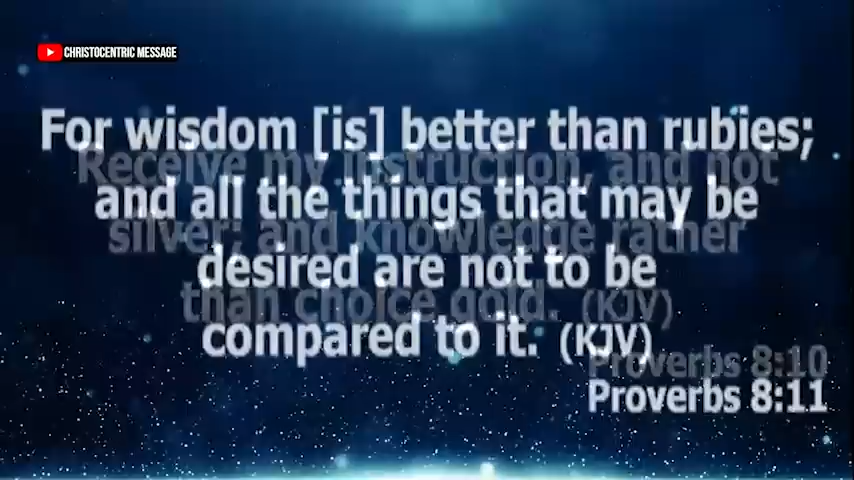 CHRISTOCENTRIC MESSAGE
For wisdom [is] better than rubies;
Receive my instruction, and not
and all the things that may be
silver; and knowledge rather
desired are not to be
than choice gold. (KJV)
compared to it. (KJV)
Proverbs 8:10
Proverbs 8:11